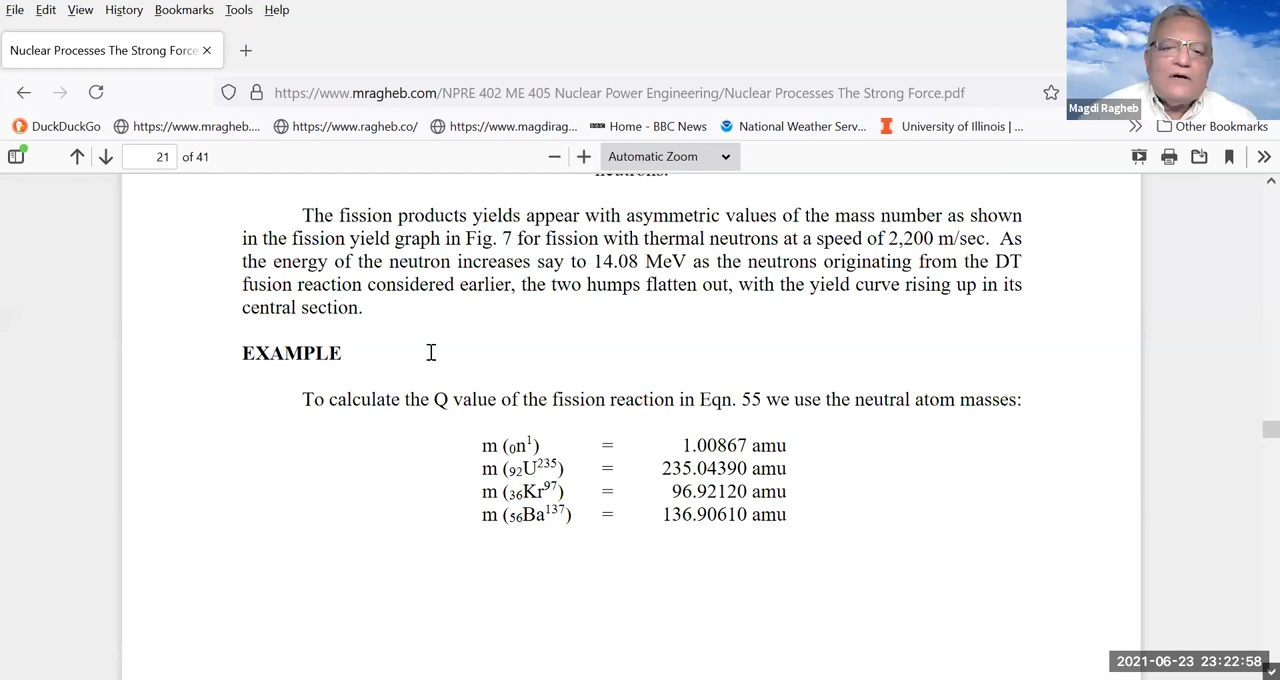 File Edit View History Bookmarks Tools Help
Nuclear Processes The Strong Force
https://www.mragheb.com/NPRE 402 ME 405 Nuclear Power Engineering/Nuclear Processes The Strong Force.pdf
Magdi Ragheb
DuckDuckGo https://www.mragheb.... https://www.ragheb.co/ https://www.magdirag... BBC Home - BBC News National Weather Serv... University of Illinois |... Other Bookmarks
21 of 41 Automatic Zoom
neutrons.
The fission products yields appear with asymmetric values of the mass number as shown
in the fission yield graph in Fig. 7 for fission with thermal neutrons at a speed of 2,200 m/sec. As
the energy of the neutron increases say to 14.08 MeV as the neutrons originating from the DT
fusion reaction considered earlier, the two humps flatten out, with the yield curve rising up in its
central section.
EXAMPLE
To calculate the Q value of the fission reaction in Eqn. 55 we use the neutral atom masses:
m (₀n¹) = 1.00867 amu
m (₉₂U²³⁵) = 235.04390 amu
m (₃₆Kr⁹⁷) = 96.92120 amu
m (₅₆Ba¹³⁷) = 136.90610 amu
2021-06-23 23:22:58